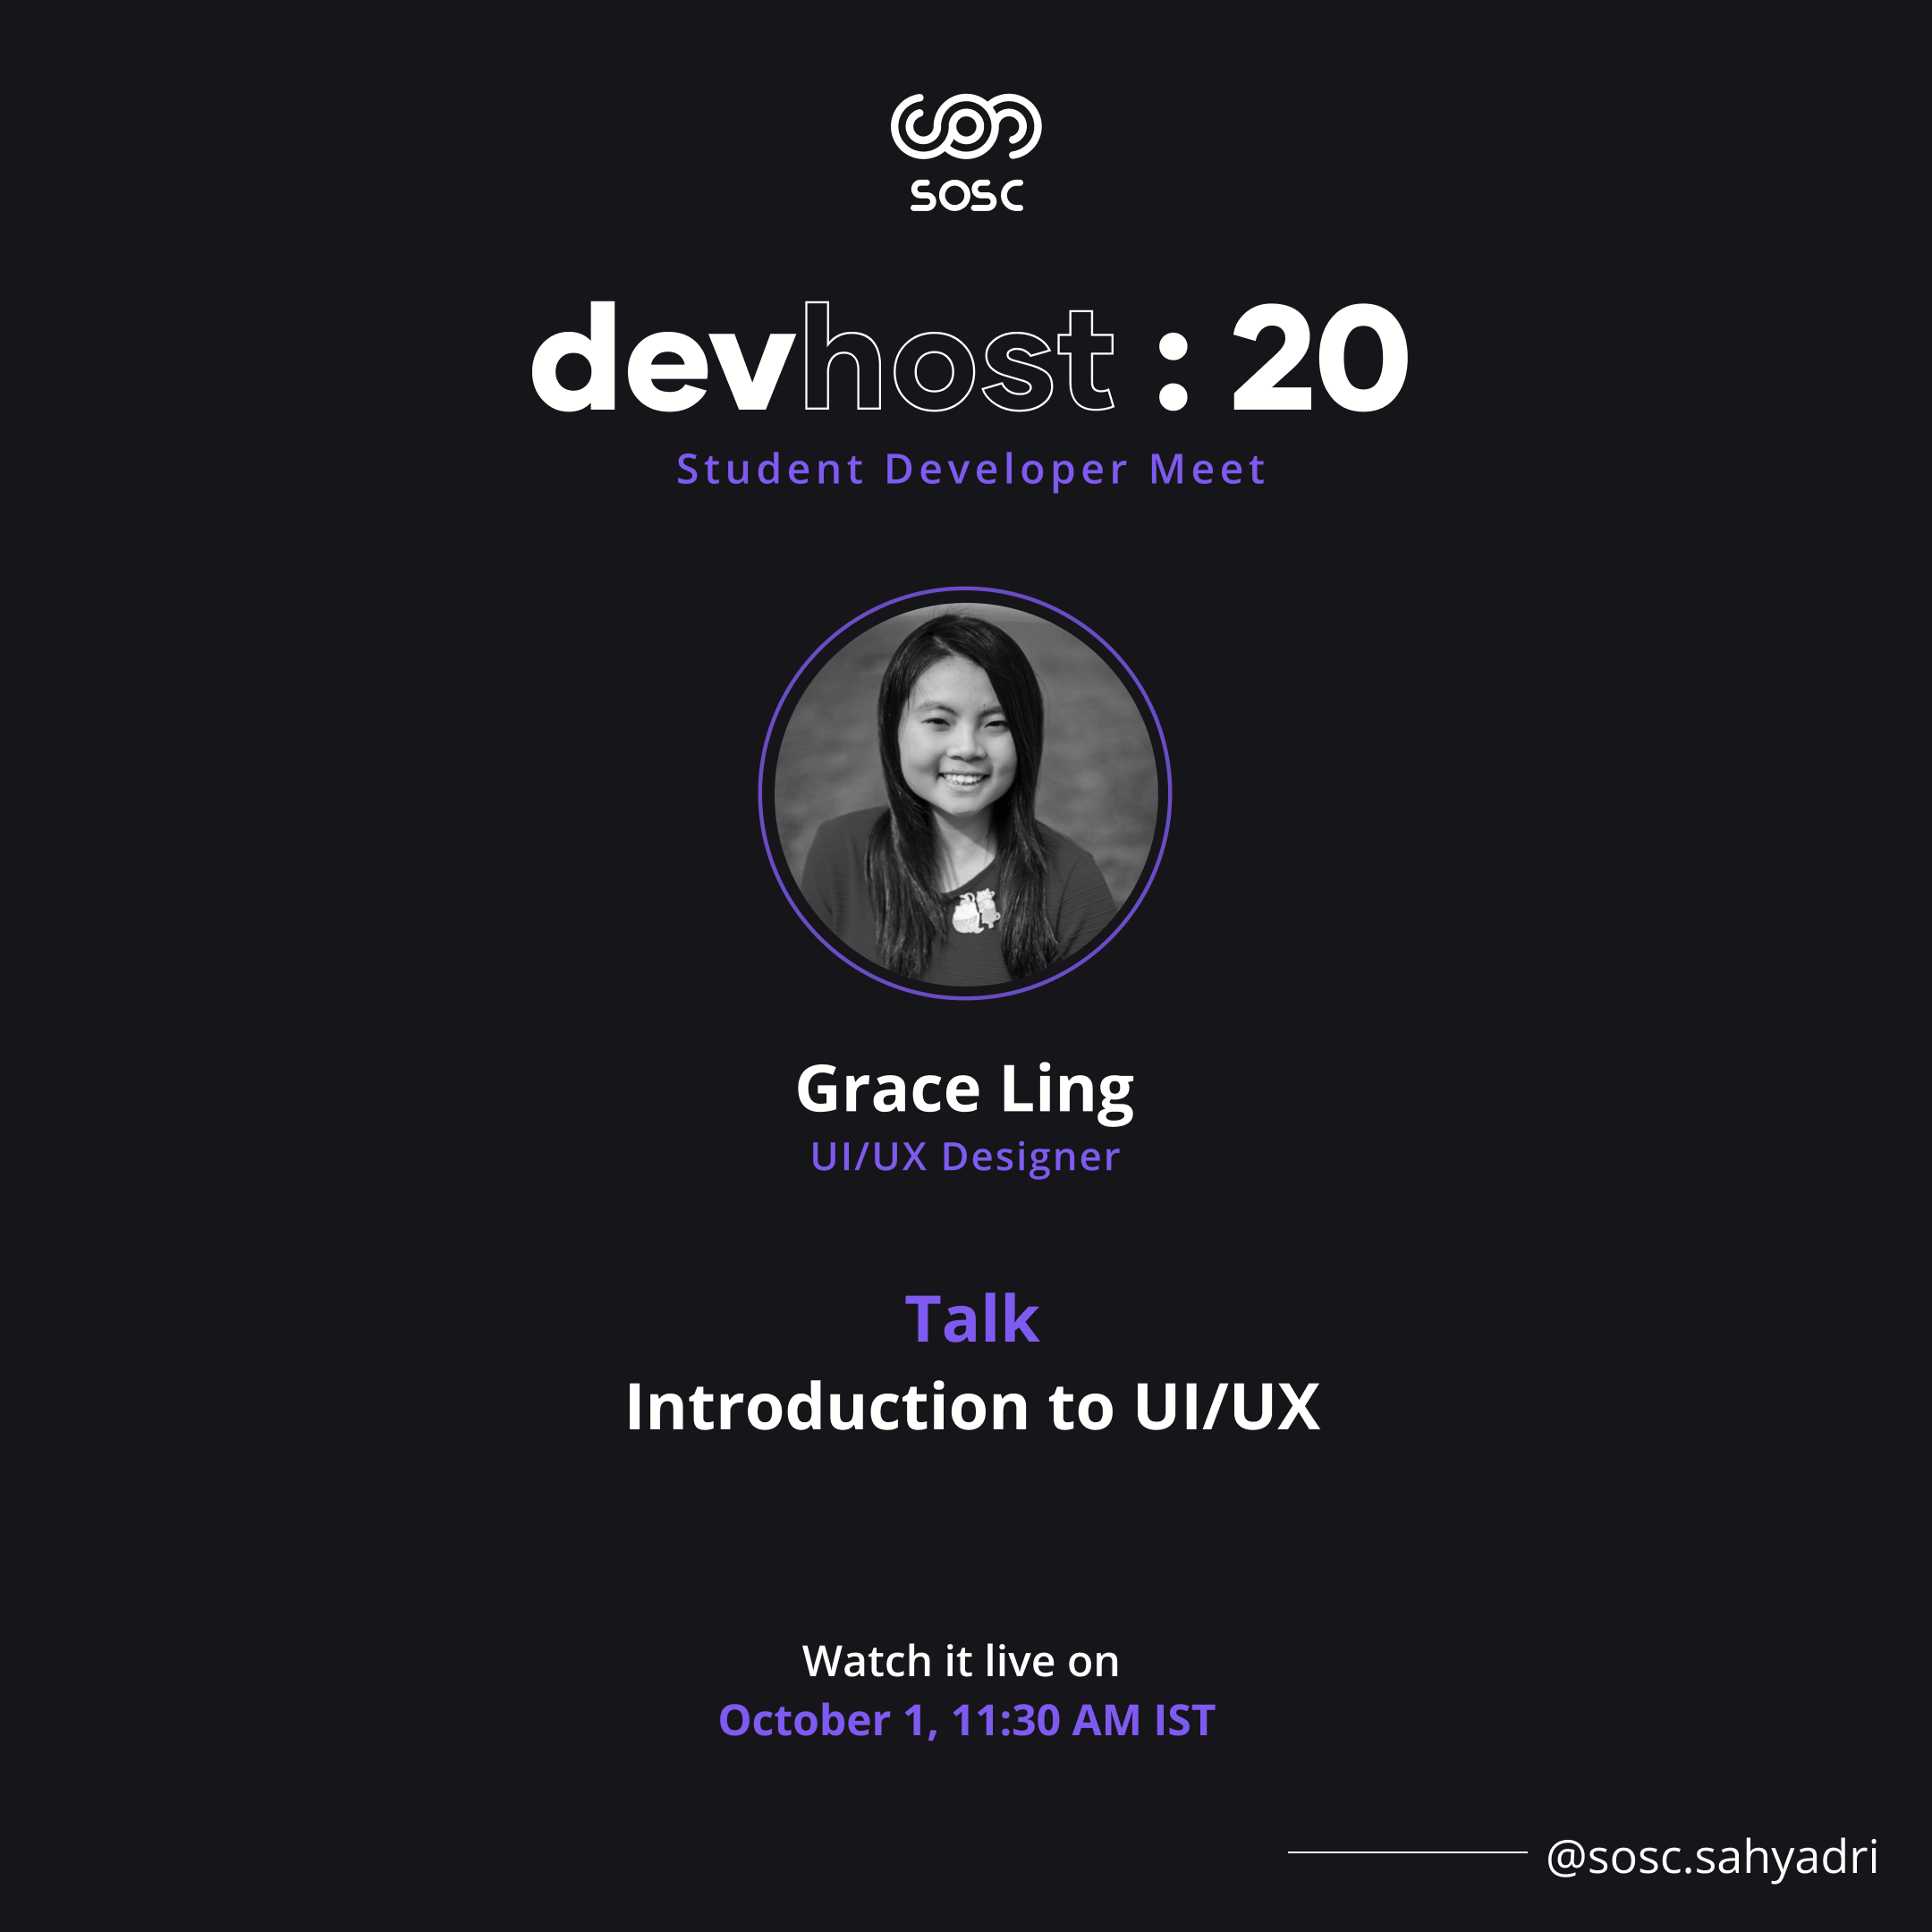 sosc
devhost : 20
Student Developer Meet
Grace Ling
UI/UX Designer
Talk
Introduction to UI/UX
Watch it live on
October 1, 11:30 AM IST
@sosc.sahyadri